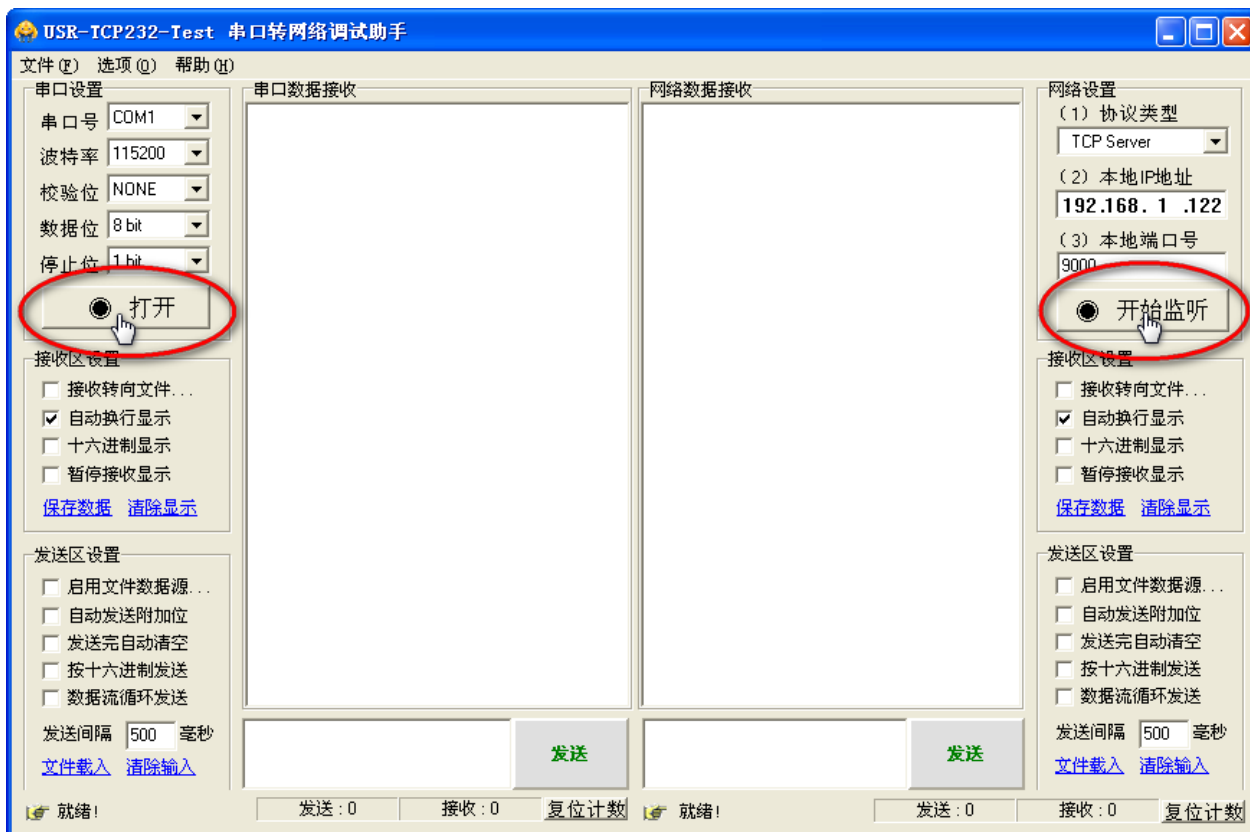 USR-TCP232-Test 串口转网络调试助手
文件(F) 选项(O) 帮助(H)
串口设置
串口号 COM1
波特率 115200
校验位 NONE
数据位 8 bit
停止位 1 bit
打开
接收区设置
接收转向文件...
自动换行显示
十六进制显示
暂停接收显示
保存数据 清除显示
发送区设置
启用文件数据源...
自动发送附加位
发送完自动清空
按十六进制发送
数据流循环发送
发送间隔 500 毫秒
文件载入 清除输入
就绪!
串口数据接收
发送
发送 : 0 接收 : 0 复位计数
网络数据接收
发送
就绪! 发送 : 0 接收 : 0 复位计数
网络设置
(1) 协议类型
TCP Server
(2) 本地IP地址
192.168. 1 .122
(3) 本地端口号
9000
开始监听
接收区设置
接收转向文件...
自动换行显示
十六进制显示
暂停接收显示
保存数据 清除显示
发送区设置
启用文件数据源...
自动发送附加位
发送完自动清空
按十六进制发送
数据流循环发送
发送间隔 500 毫秒
文件载入 清除输入